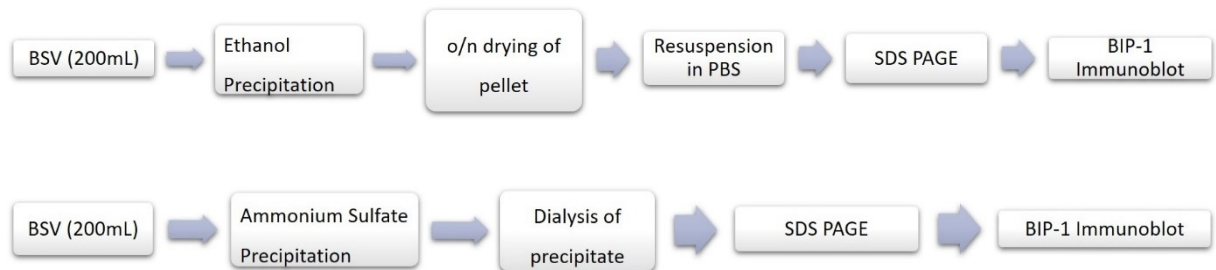 BSV (200mL)
Ethanol
Precipitation
o/n drying of
pellet
Resuspension
in PBS
SDS PAGE
BIP-1
Immunoblot
BSV (200mL)
Ammonium Sulfate
Precipitation
Dialysis of
precipitate
SDS PAGE
BIP-1 Immunoblot